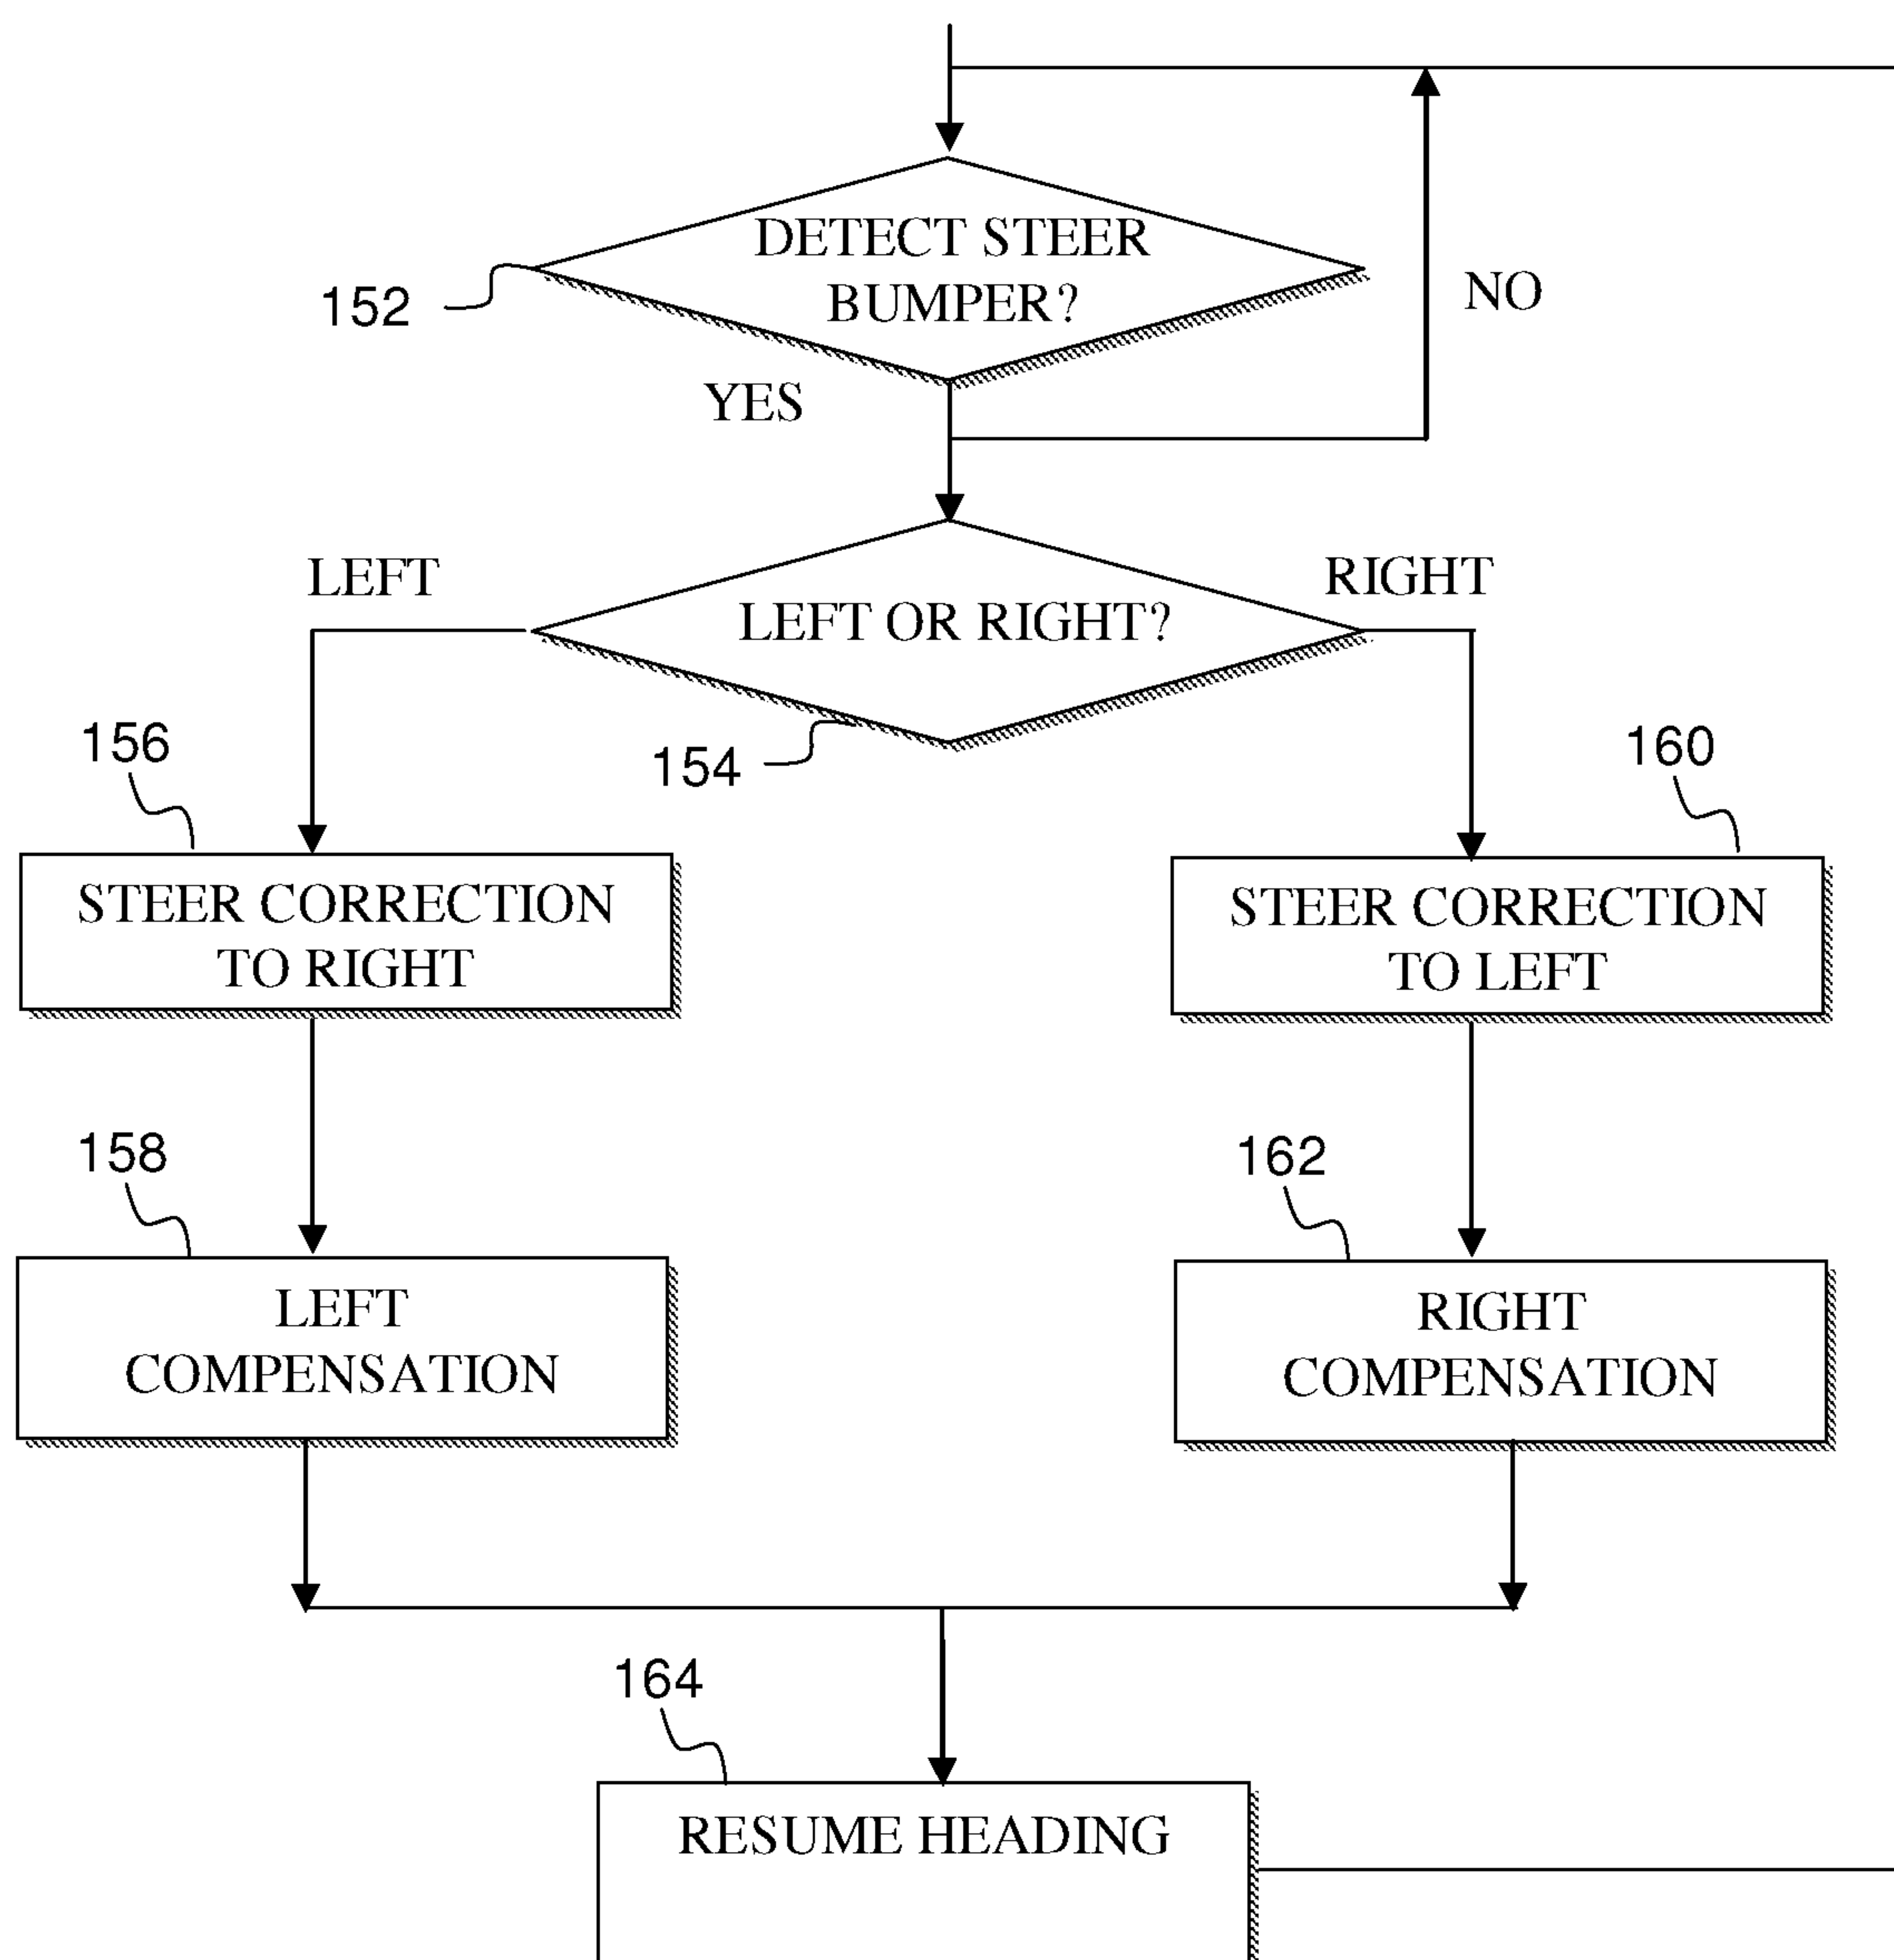 DETECT STEER
BUMPER?
152
NO
YES
LEFT
RIGHT
LEFT OR RIGHT?
154
156
160
STEER CORRECTION
TO RIGHT
STEER CORRECTION
TO LEFT
158
162
LEFT
COMPENSATION
RIGHT
COMPENSATION
164
RESUME HEADING